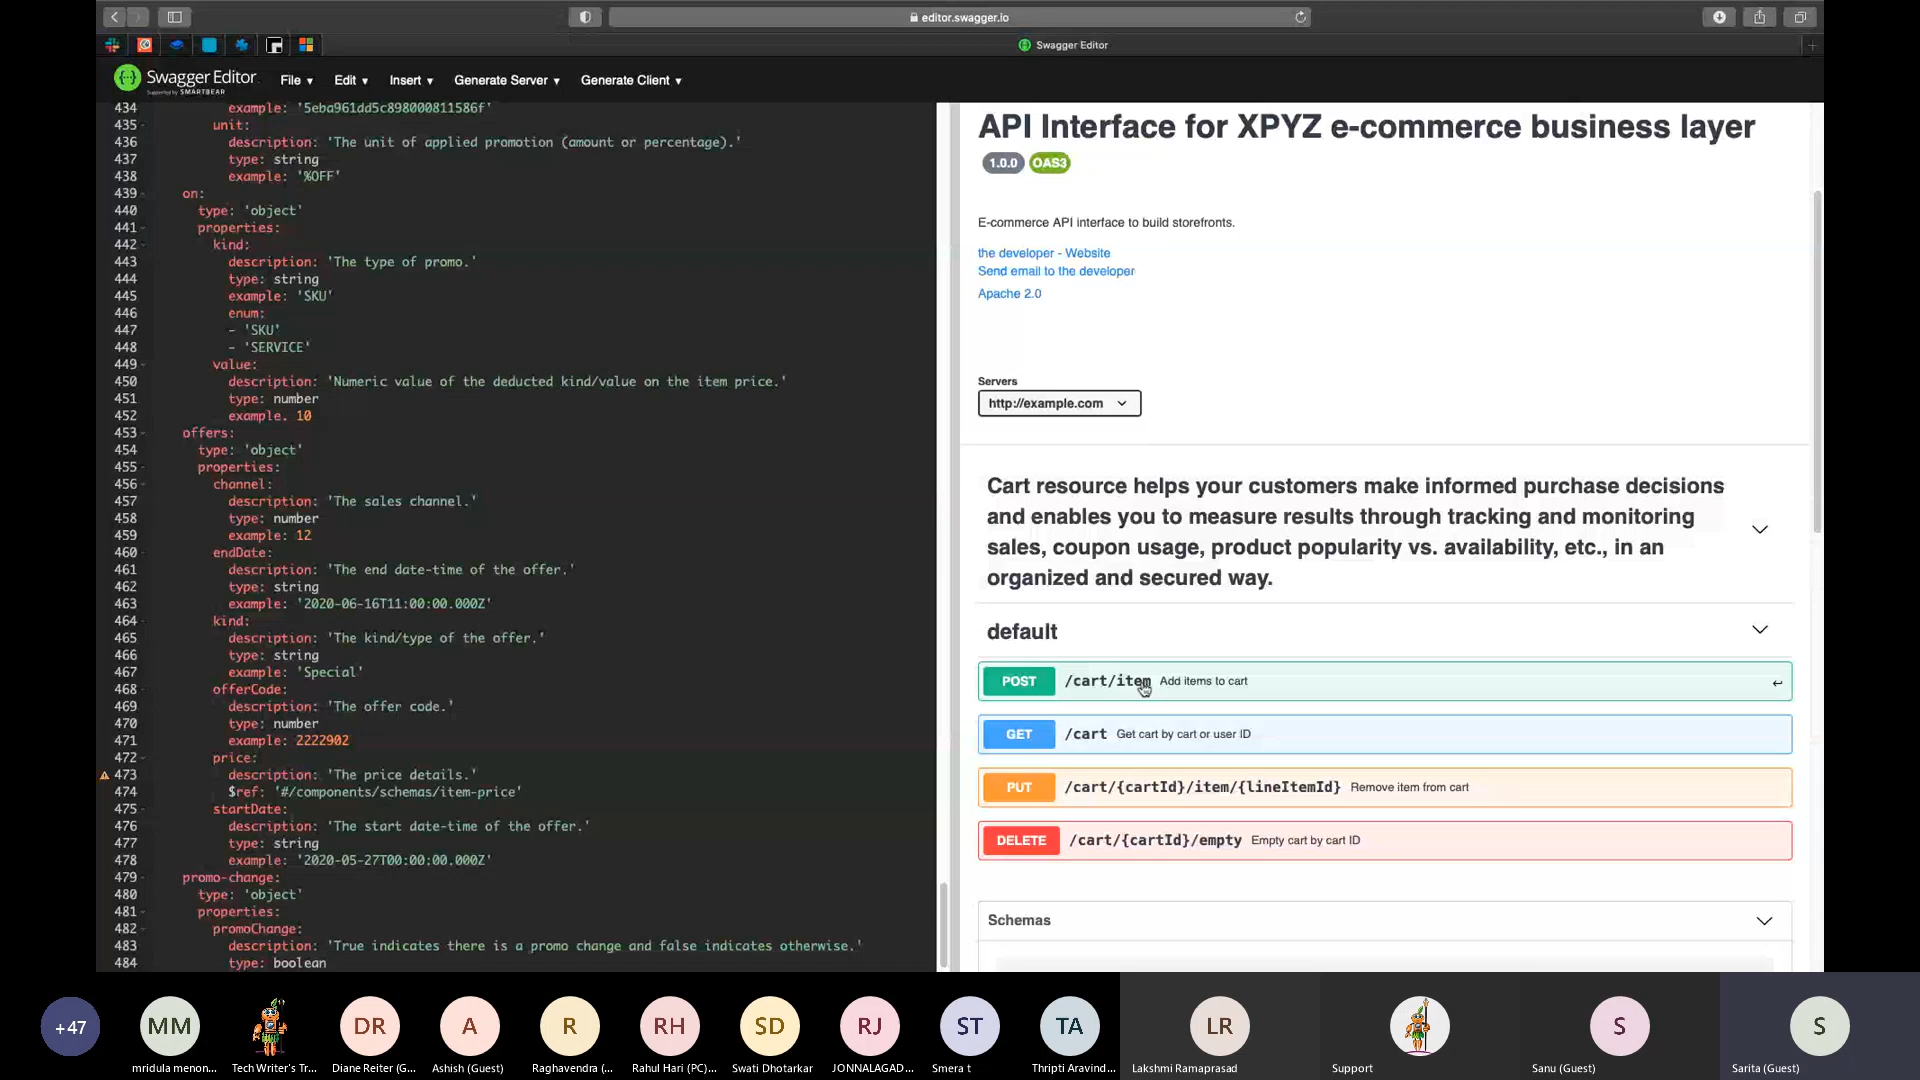 editor.swagger.io
Swagger Editor
Swagger Editor
Supported by SMARTBEAR
File
Edit
Insert
Generate Server
Generate Client
434 example: '5eba961dd5c898000811586f'
435 unit:
436 description: 'The unit of applied promotion (amount or percentage).'
437 type: string
438 example: '%OFF'
439 on:
440 type: 'object'
441 properties:
442 kind:
443 description: 'The type of promo.'
444 type: string
445 example: 'SKU'
446 enum:
447 - 'SKU'
448 - 'SERVICE'
449 value:
450 description: 'Numeric value of the deducted kind/value on the item price.'
451 type: number
452 example. 10
453 offers:
454 type: 'object'
455 properties:
456 channel:
457 description: 'The sales channel.'
458 type: number
459 example: 12
460 endDate:
461 description: 'The end date-time of the offer.'
462 type: string
463 example: '2020-06-16T11:00:00.000Z'
464 kind:
465 description: 'The kind/type of the offer.'
466 type: string
467 example: 'Special'
468 offerCode:
469 description: 'The offer code.'
470 type: number
471 example: 2222902
472 price:
473 description: 'The price details.'
474 $ref: '#/components/schemas/item-price'
475 startDate:
476 description: 'The start date-time of the offer.'
477 type: string
478 example: '2020-05-27T00:00:00.000Z'
479 promo-change:
480 type: 'object'
481 properties:
482 promoChange:
483 description: 'True indicates there is a promo change and false indicates otherwise.'
484 type: boolean
API Interface for XPYZ e-commerce business layer
1.0.0 OAS3
E-commerce API interface to build storefronts.
the developer - Website
Send email to the developer
Apache 2.0
Servers
http://example.com
Cart resource helps your customers make informed purchase decisions
and enables you to measure results through tracking and monitoring
sales, coupon usage, product popularity vs. availability, etc., in an
organized and secured way.
default
POST /cart/item Add items to cart
GET /cart Get cart by cart or user ID
PUT /cart/{cartId}/item/{lineItemId} Remove item from cart
DELETE /cart/{cartId}/empty Empty cart by cart ID
Schemas
+47
MM
DR
A
R
RH
SD
RJ
ST
TA
LR
S
S
mridula menon...
Tech Writer's Tr...
Diane Reiter (G...
Ashish (Guest)
Raghavendra (...
Rahul Hari (PC)...
Swati Dhotarkar
JONNALAGAD...
Smera t
Thripti Aravind...
Lakshmi Ramaprasad
Support
Sanu (Guest)
Sarita (Guest)